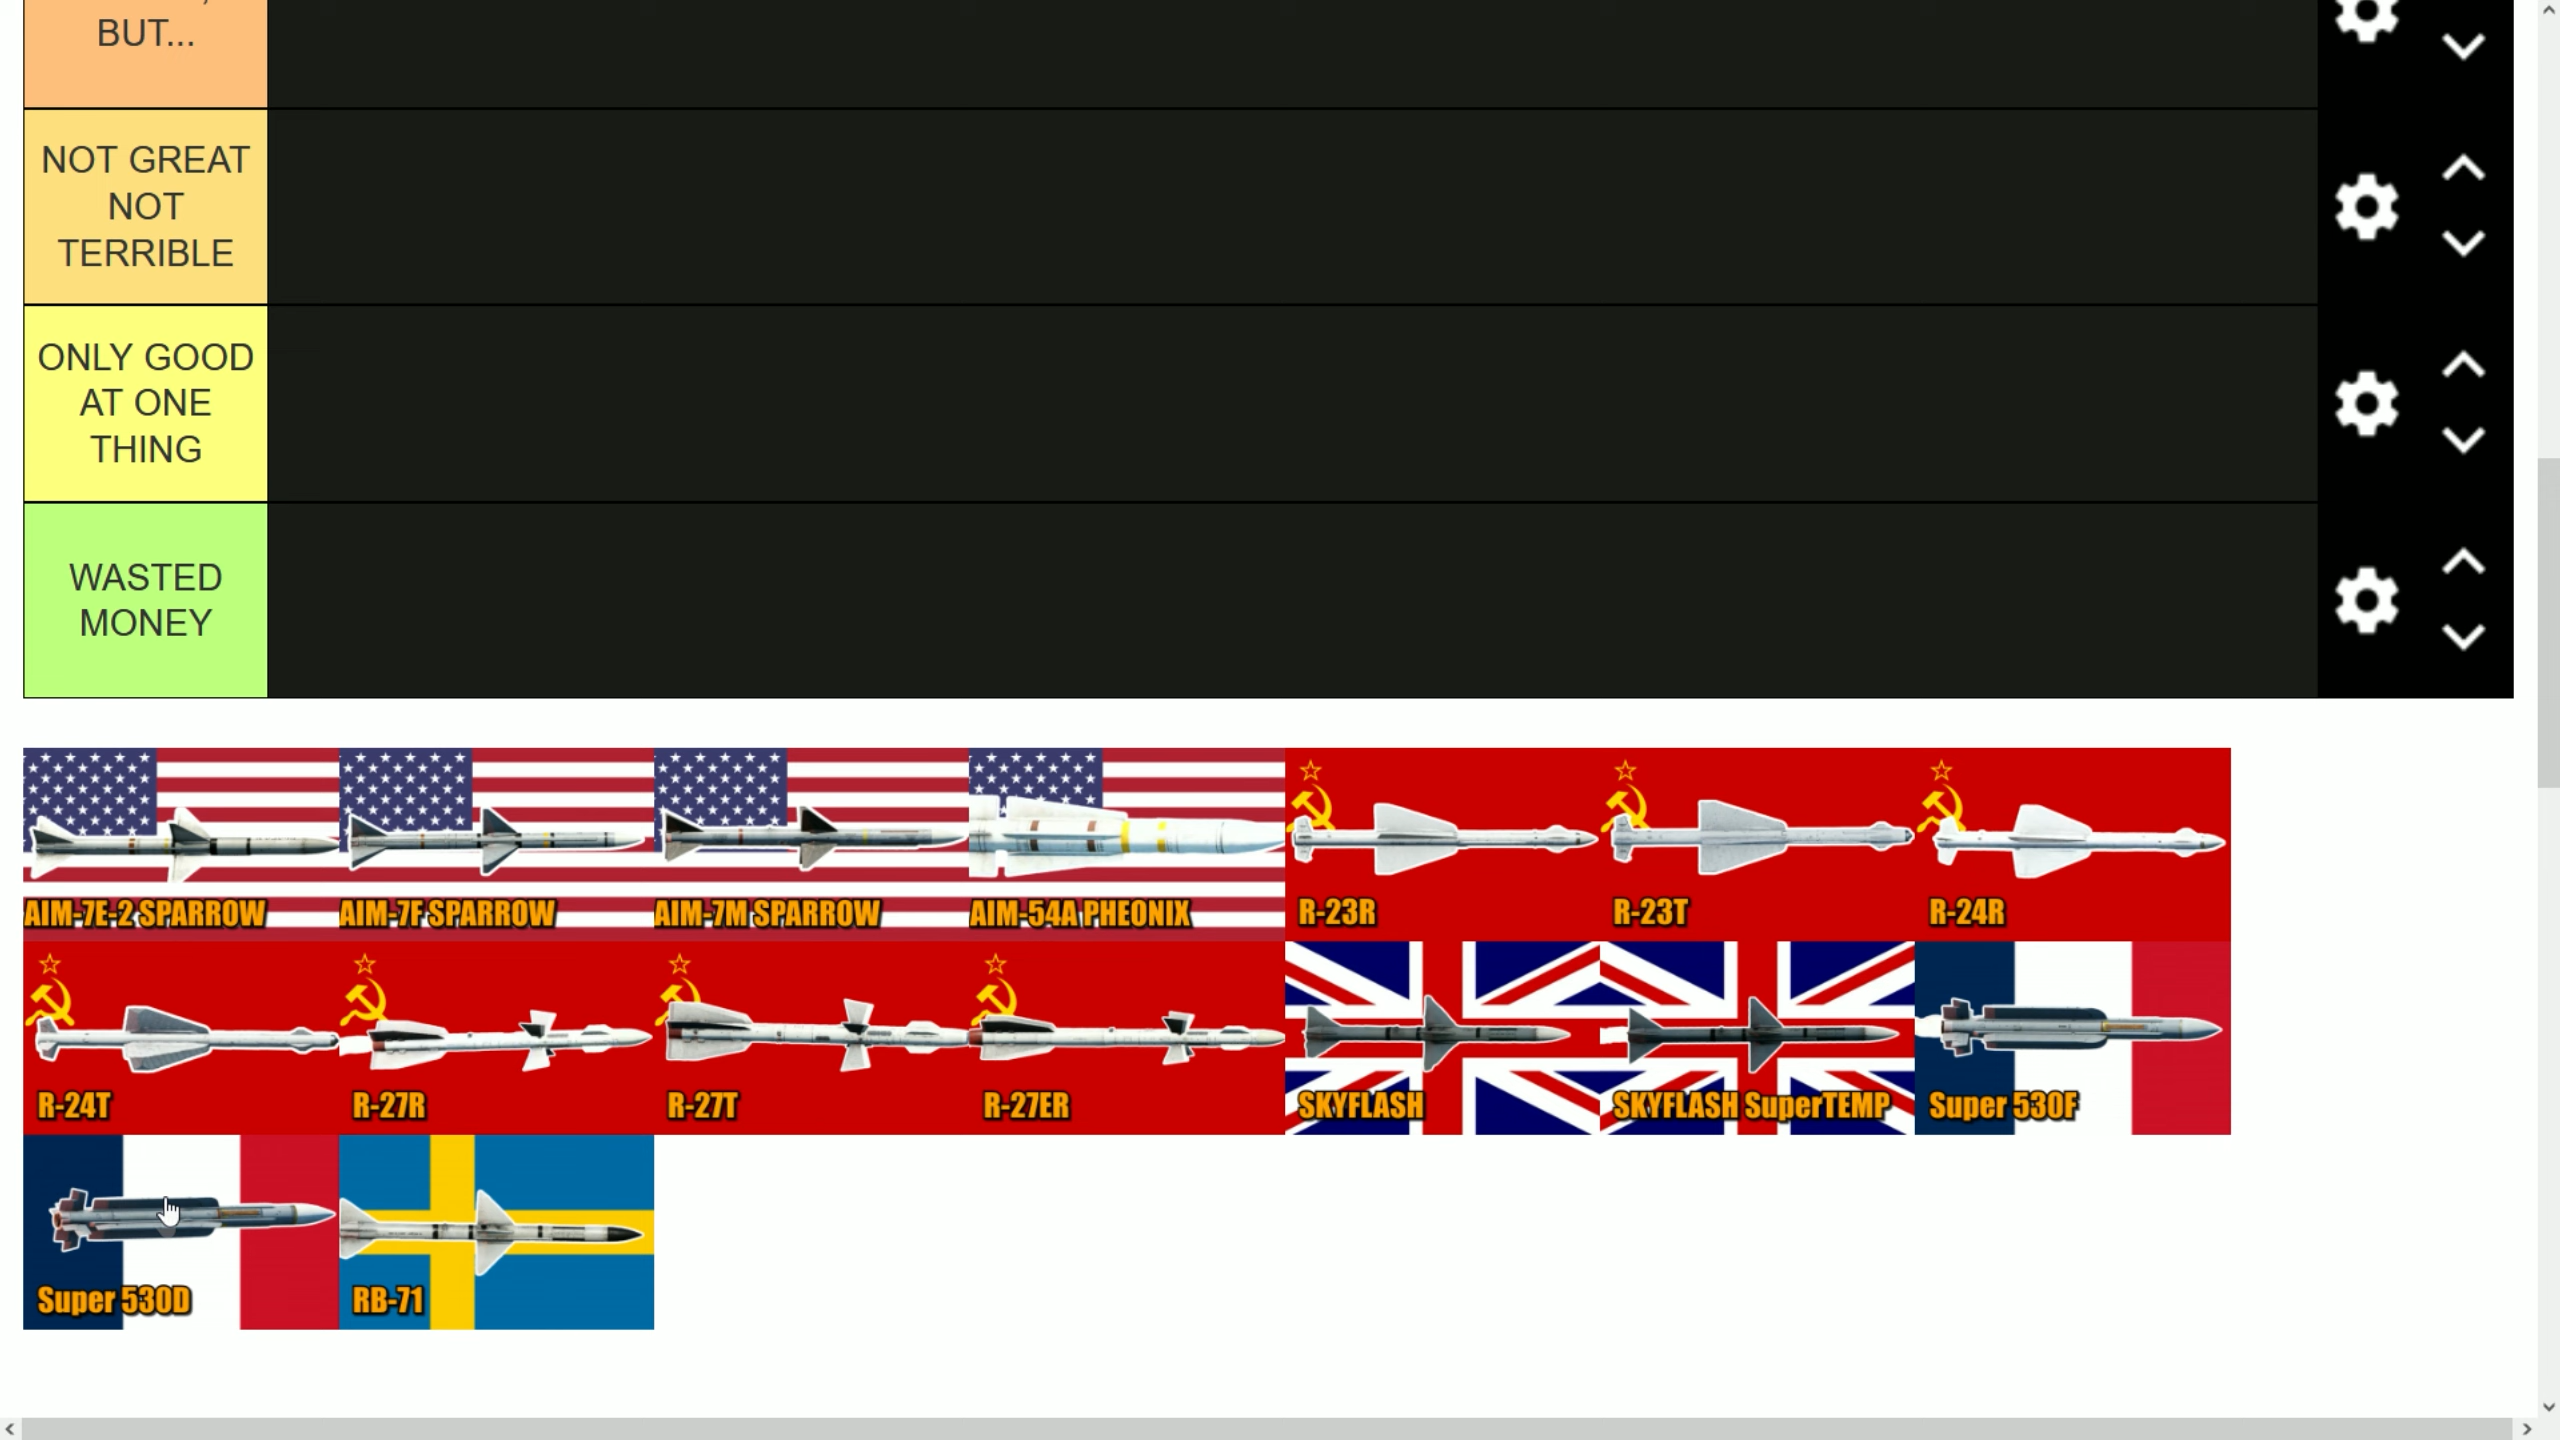 BUT...
NOT GREAT
NOT
TERRIBLE
ONLY GOOD
AT ONE
THING
WASTED
MONEY
AIM-7E-2 SPARROW
AIM-7F SPARROW
AIM-7M SPARROW
AIM-54A PHEONIX
R-23R
R-23T
R-24R
R-24T
R-27R
R-27T
R-27ER
SKYFLASH
SKYFLASH SuperTEMP
Super 530F
Super 530D
RB-71